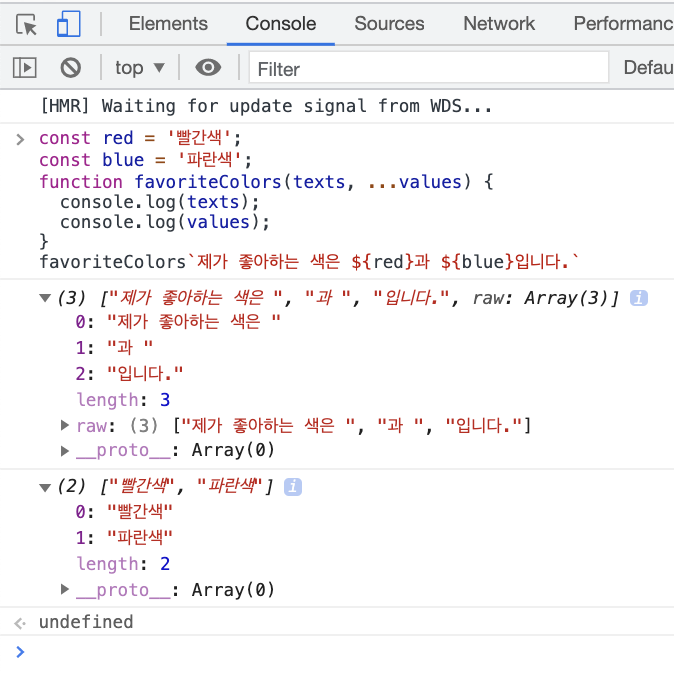 Elements Console Sources Network Performanc
top ▼ Filter Defau
[HMR] Waiting for update signal from WDS...
> const red = '빨간색';
const blue = '파란색';
function favoriteColors(texts, ...values) {
  console.log(texts);
  console.log(values);
}
favoriteColors`제가 좋아하는 색은 ${red}과 ${blue}입니다.`
▼(3) ["제가 좋아하는 색은 ", "과 ", "입니다.", raw: Array(3)] i
0: "제가 좋아하는 색은 "
1: "과 "
2: "입니다."
length: 3
▶raw: (3) ["제가 좋아하는 색은 ", "과 ", "입니다."]
▶__proto__: Array(0)
▼(2) ["빨간색", "파란색"] i
0: "빨간색"
1: "파란색"
length: 2
▶__proto__: Array(0)
undefined
>